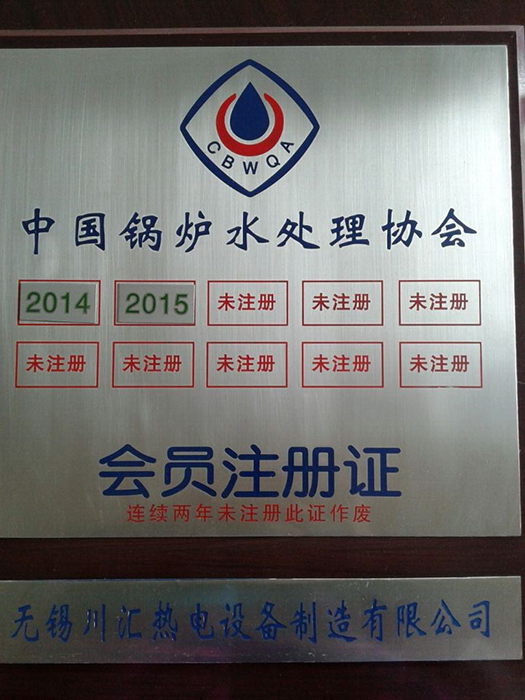 CBWQA
中国锅炉水处理协会
2014 2015 未注册 未注册 未注册
未注册 未注册 未注册 未注册 未注册
会员注册证
连续两年未注册此证作废
无锡川汇热电设备制造有限公司